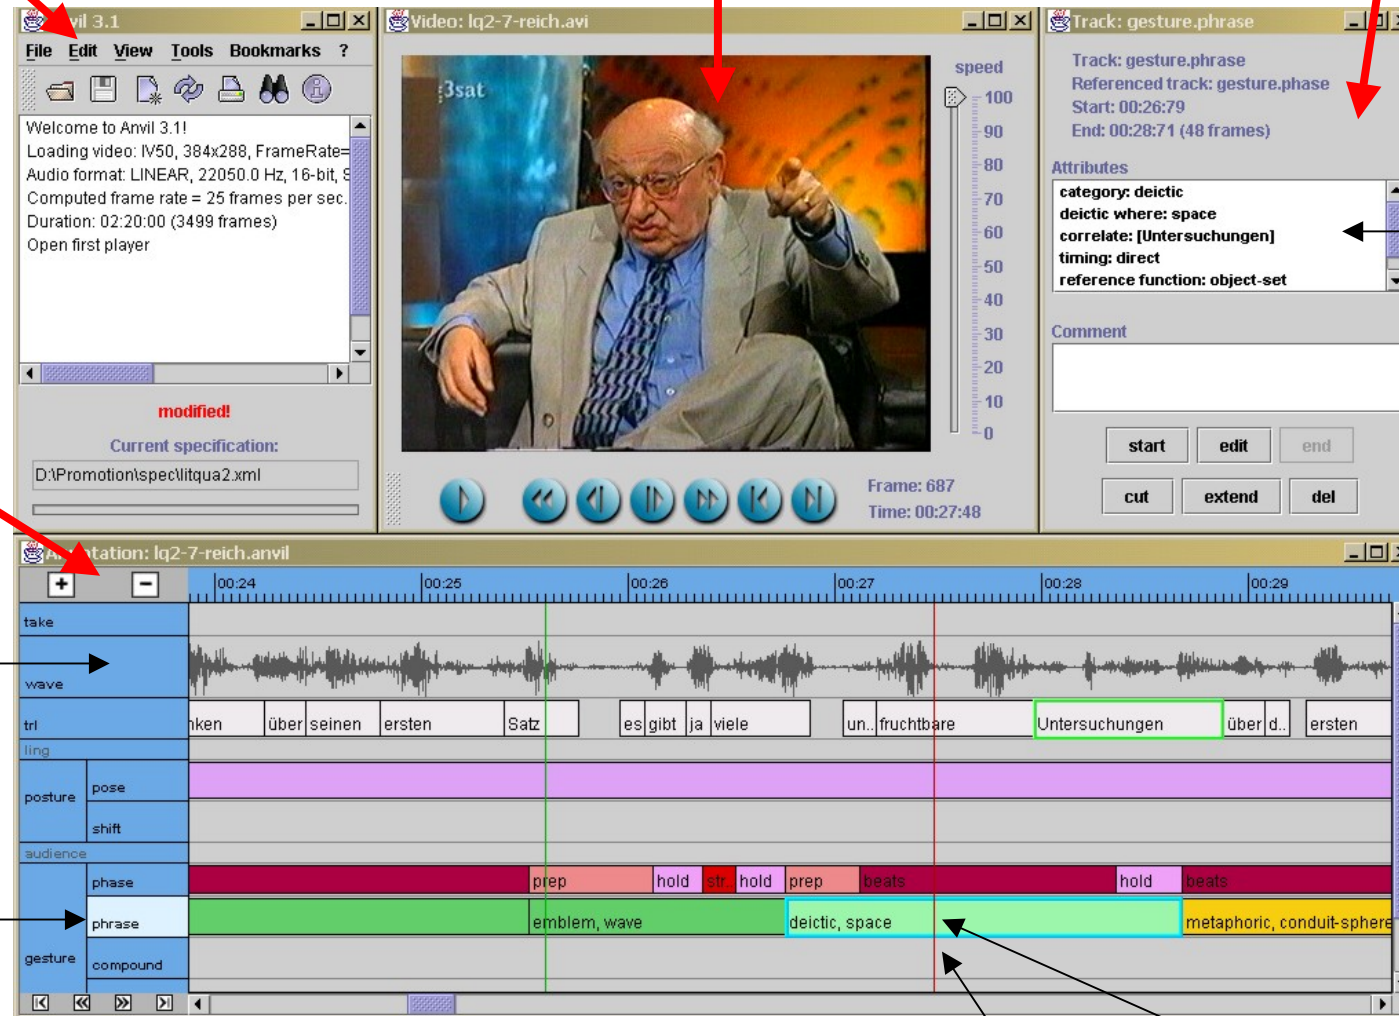 Anvil 3.1
File Edit View Tools Bookmarks ?
Welcome to Anvil 3.1!
Loading video: IV50, 384x288, FrameRate=
Audio format: LINEAR, 22050.0 Hz, 16-bit, S
Computed frame rate = 25 frames per sec.
Duration: 02:20:00 (3499 frames)
Open first player
modified!
Current specification:
D:\Promotion\spec\litqua2.xml
Video: lq2-7-reich.avi
3sat
speed
100
90
80
70
60
50
40
30
20
10
0
Frame: 687
Time: 00:27:48
Track: gesture.phrase
Track: gesture.phrase
Referenced track: gesture.phase
Start: 00:26:79
End: 00:28:71 (48 frames)
Attributes
category: deictic
deictic where: space
correlate: [Untersuchungen]
timing: direct
reference function: object-set
Comment
start edit end
cut extend del
Annotation: lq2-7-reich.anvil
+ - 00:24 00:25 00:26 00:27 00:28 00:29
take
wave
trl nken über seinen ersten Satz es gibt ja viele un.. fruchtbare Untersuchungen über d.. ersten
ling
posture pose
shift
audience
phase prep hold str.. hold prep beats hold beats
phrase emblem, wave deictic, space metaphoric, conduit-sphere
gesture compound